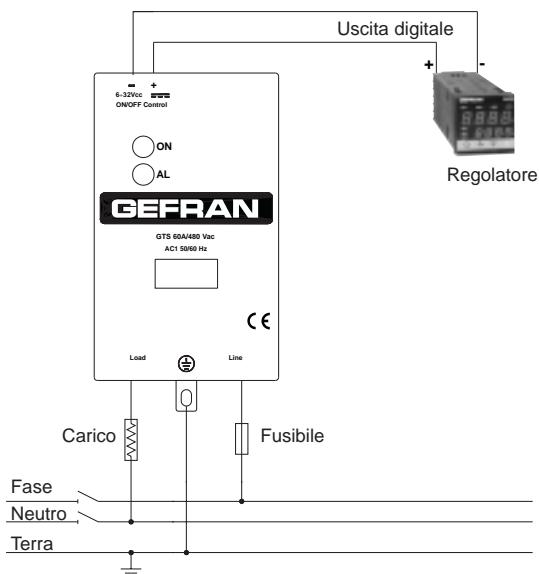 Uscita digitale
+ -
- +
6-32Vcc
ON/OFF Control
ON
AL
GEFRAN
GTS 60A/480 Vac
AC1 50/60 Hz
CE
Load
Line
Regolatore
GEFRAN
Carico
Fusibile
Fase
Neutro
Terra